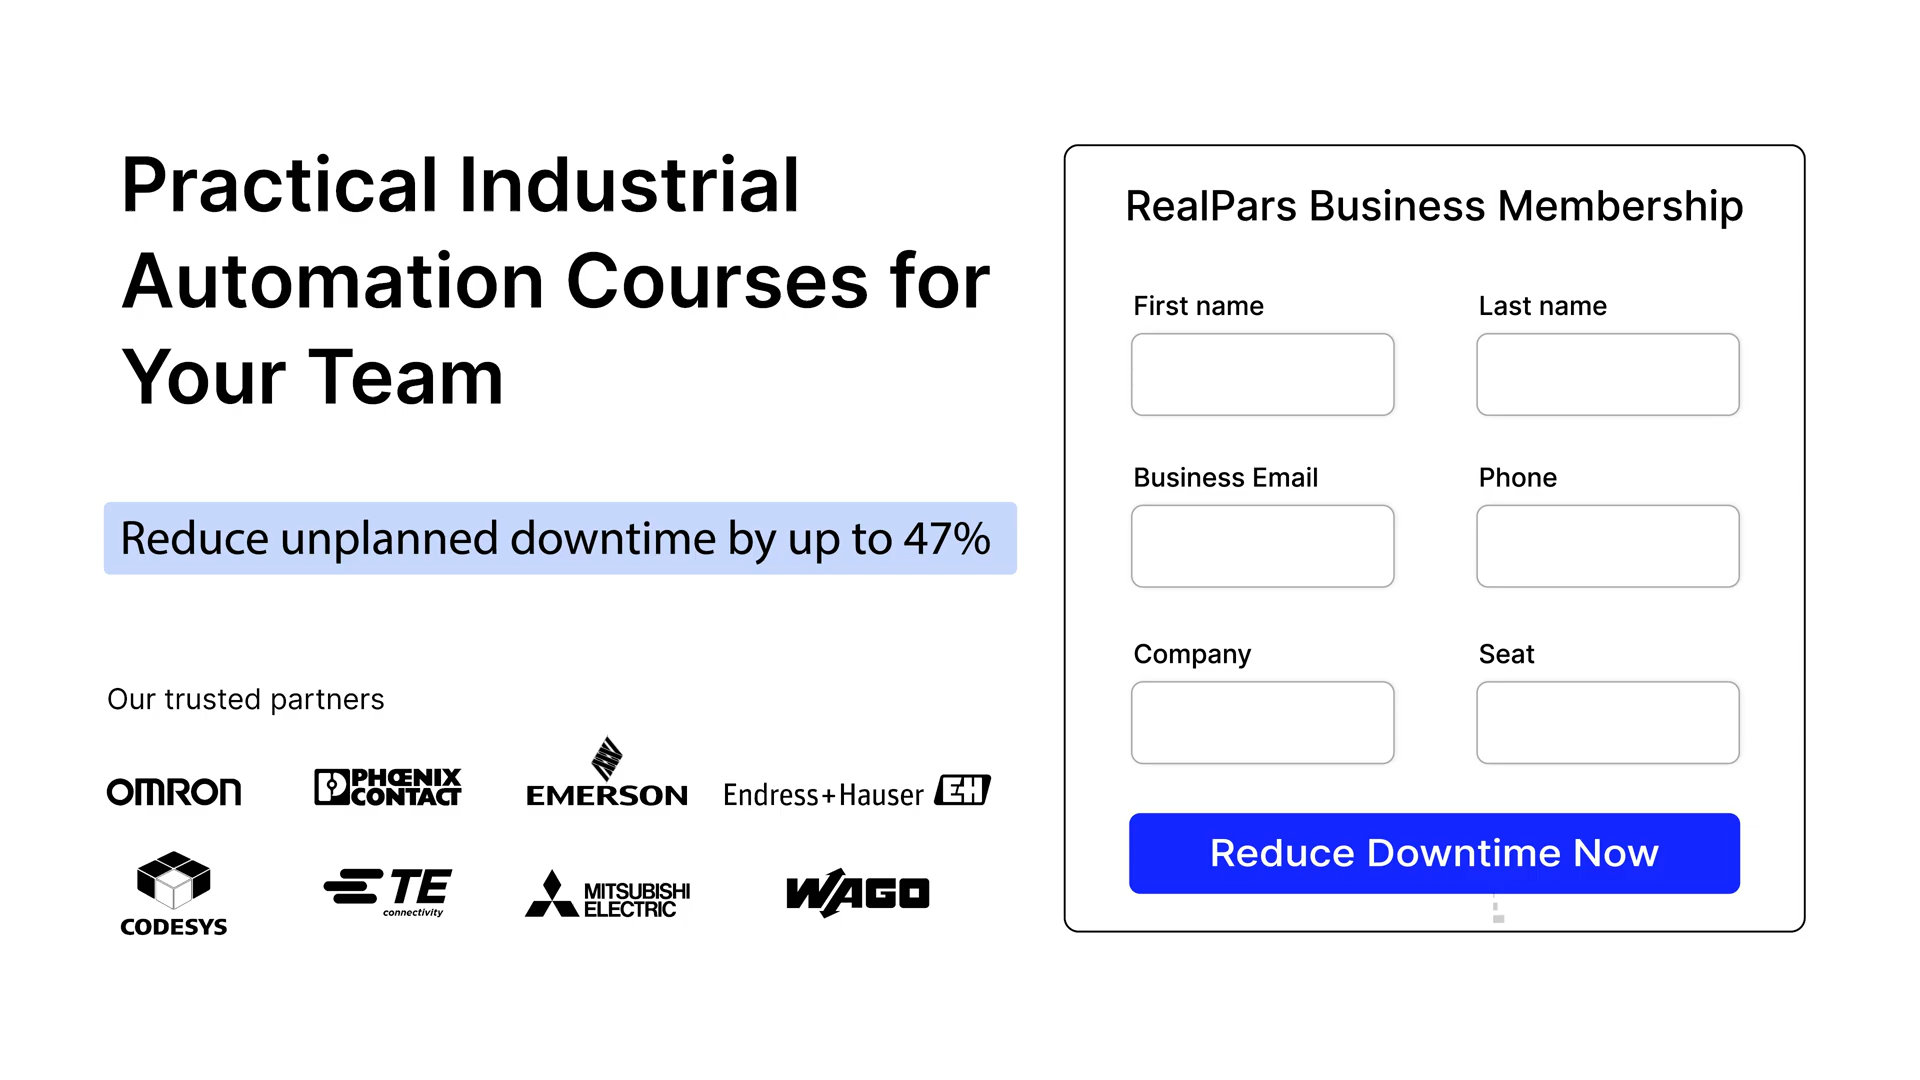 Practical Industrial
Automation Courses for
Your Team
Reduce unplanned downtime by up to 47%
Our trusted partners
OMRON
PHŒNIX
CONTACT
EMERSON
Endress+Hauser EH
CODESYS
TE
connectivity
MITSUBISHI
ELECTRIC
WAGO
RealPars Business Membership
First name
Last name
Business Email
Phone
Company
Seat
Reduce Downtime Now